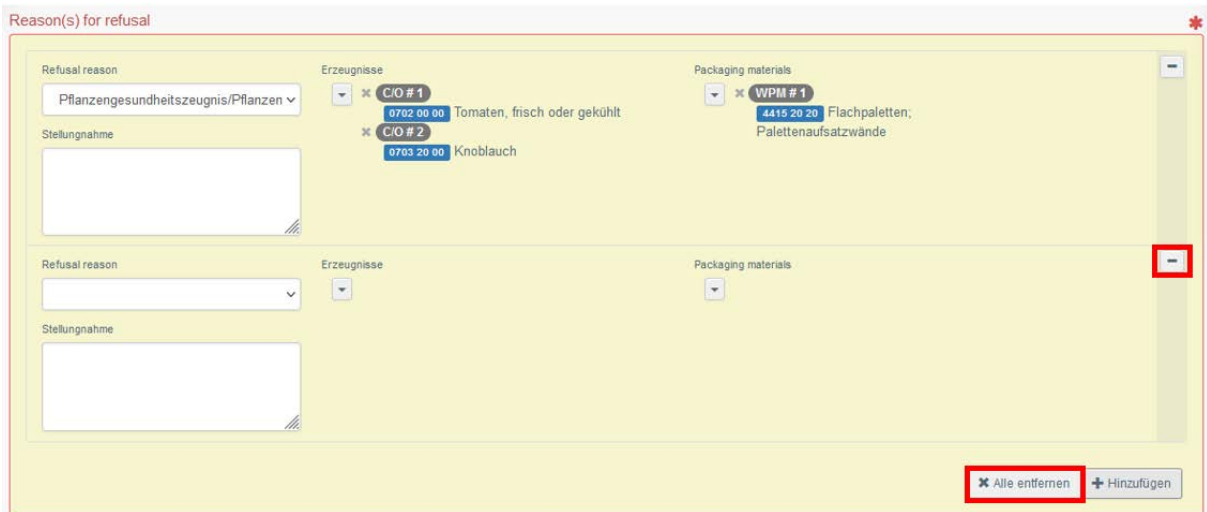 Reason(s) for refusal
Refusal reason
Erzeugnisse
Packaging materials
Pflanzengesundheitszeugnis/Pflanzen
C/O # 1
WPM # 1
0702 00 00 Tomaten, frisch oder gekühlt
4415 20 20 Flachpaletten;
Palettenaufsatzwände
Stellungnahme
C/O # 2
0703 20 00 Knoblauch
Refusal reason
Erzeugnisse
Packaging materials
Stellungnahme
Alle entfernen
Hinzufügen